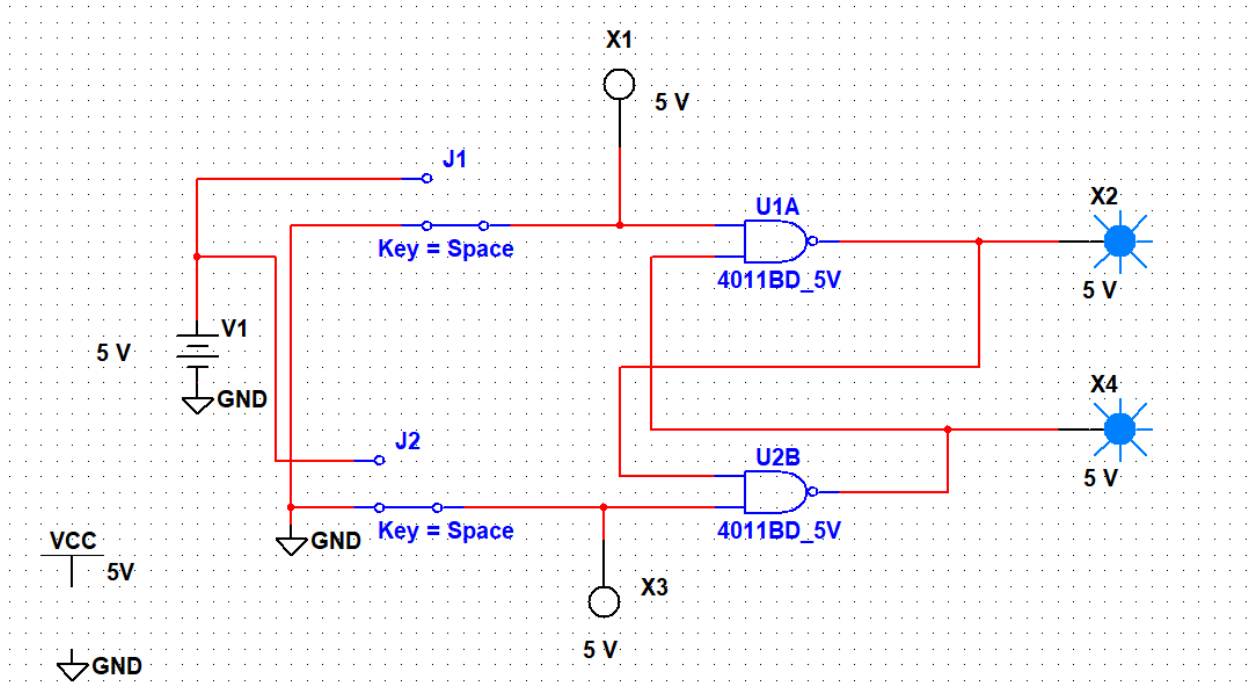 X1
5 V
J1
Key = Space
U1A
4011BD_5V
X2
5 V
V1
5 V
GND
X4
5 V
J2
Key = Space
GND
U2B
4011BD_5V
VCC
5V
X3
5 V
GND